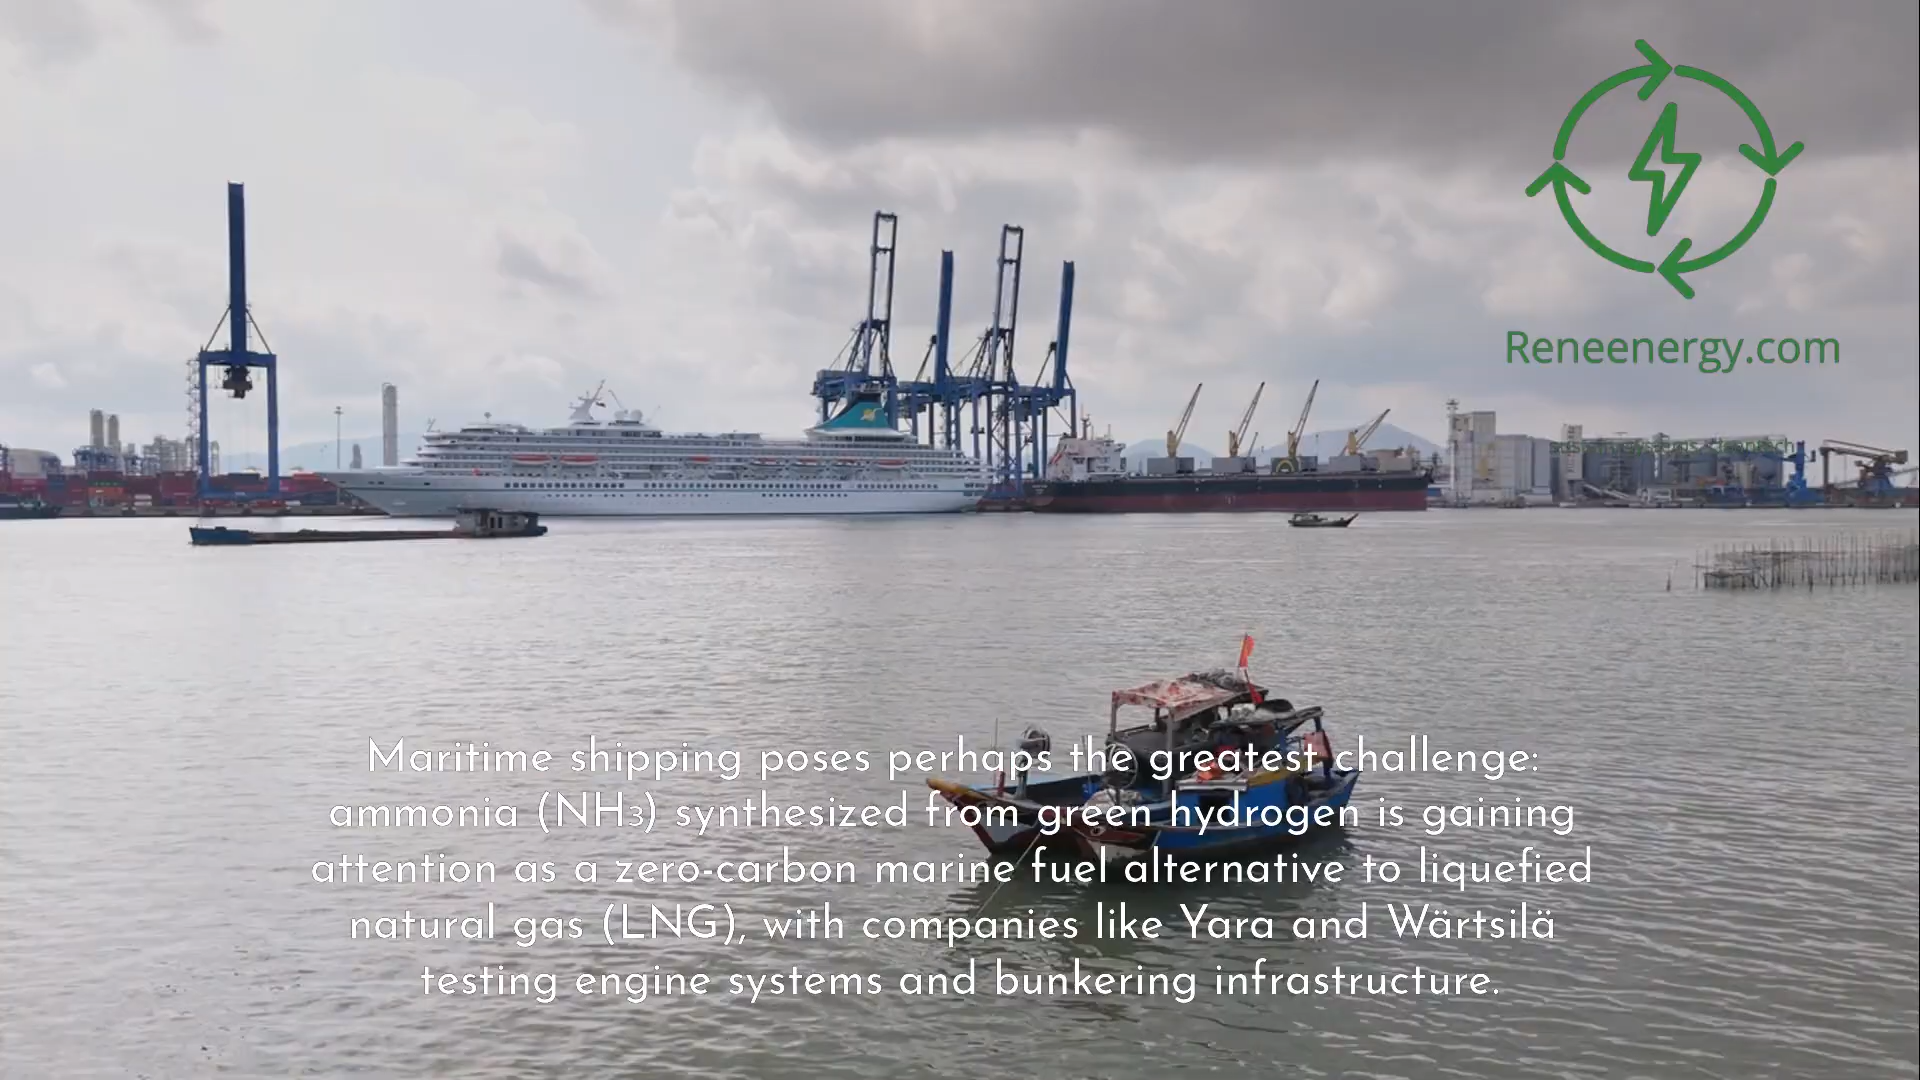 Reneenergy.com
Maritime shipping poses perhaps the greatest challenge:
ammonia (NH₃) synthesized from green hydrogen is gaining
attention as a zero-carbon marine fuel alternative to liquefied
natural gas (LNG), with companies like Yara and Wärtsilä
testing engine systems and bunkering infrastructure.